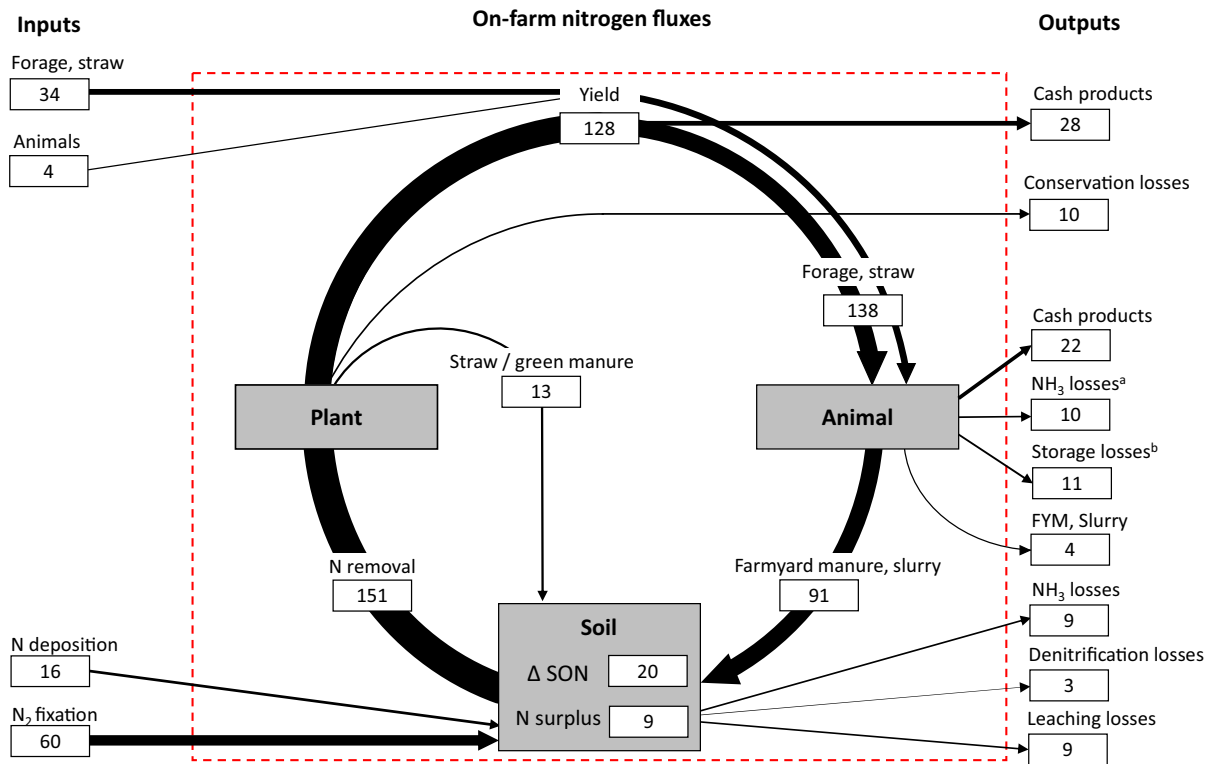 On-farm nitrogen fluxes
Inputs
Outputs
Forage, straw
34
Animals
4
Yield
128
Cash products
28
Conservation losses
10
Forage, straw
138
Straw / green manure
13
Plant
Animal
Cash products
22
NH₃ lossesᵃ
10
Storage lossesᵇ
11
FYM, Slurry
4
N removal
151
Farmyard manure, slurry
91
Soil
Δ SON 20
N surplus 9
N deposition
16
N₂ fixation
60
NH₃ losses
9
Denitrification losses
3
Leaching losses
9